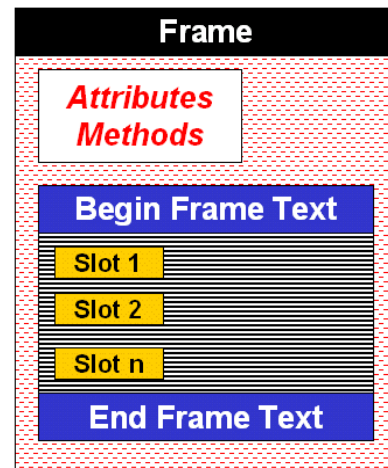 Frame
Attributes
Methods
Begin Frame Text
Slot 1
Slot 2
Slot n
End Frame Text